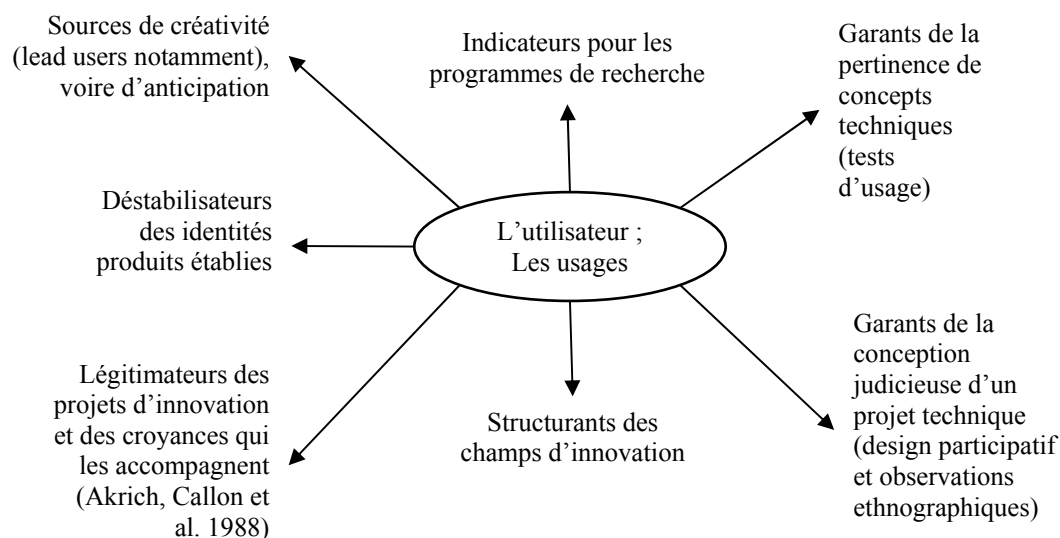 Sources de créativité
(lead users notamment),
voire d’anticipation
Indicateurs pour les
programmes de recherche
Garants de la
pertinence de
concepts
techniques
(tests
d’usage)
Déstabilisateurs
des identités
produits établies
L’utilisateur ;
Les usages
Légitimateurs des
projets d’innovation
et des croyances qui
les accompagnent
(Akrich, Callon et
al. 1988)
Structurants des
champs d’innovation
Garants de la
conception
judicieuse d’un
projet technique
(design participatif
et observations
ethnographiques)